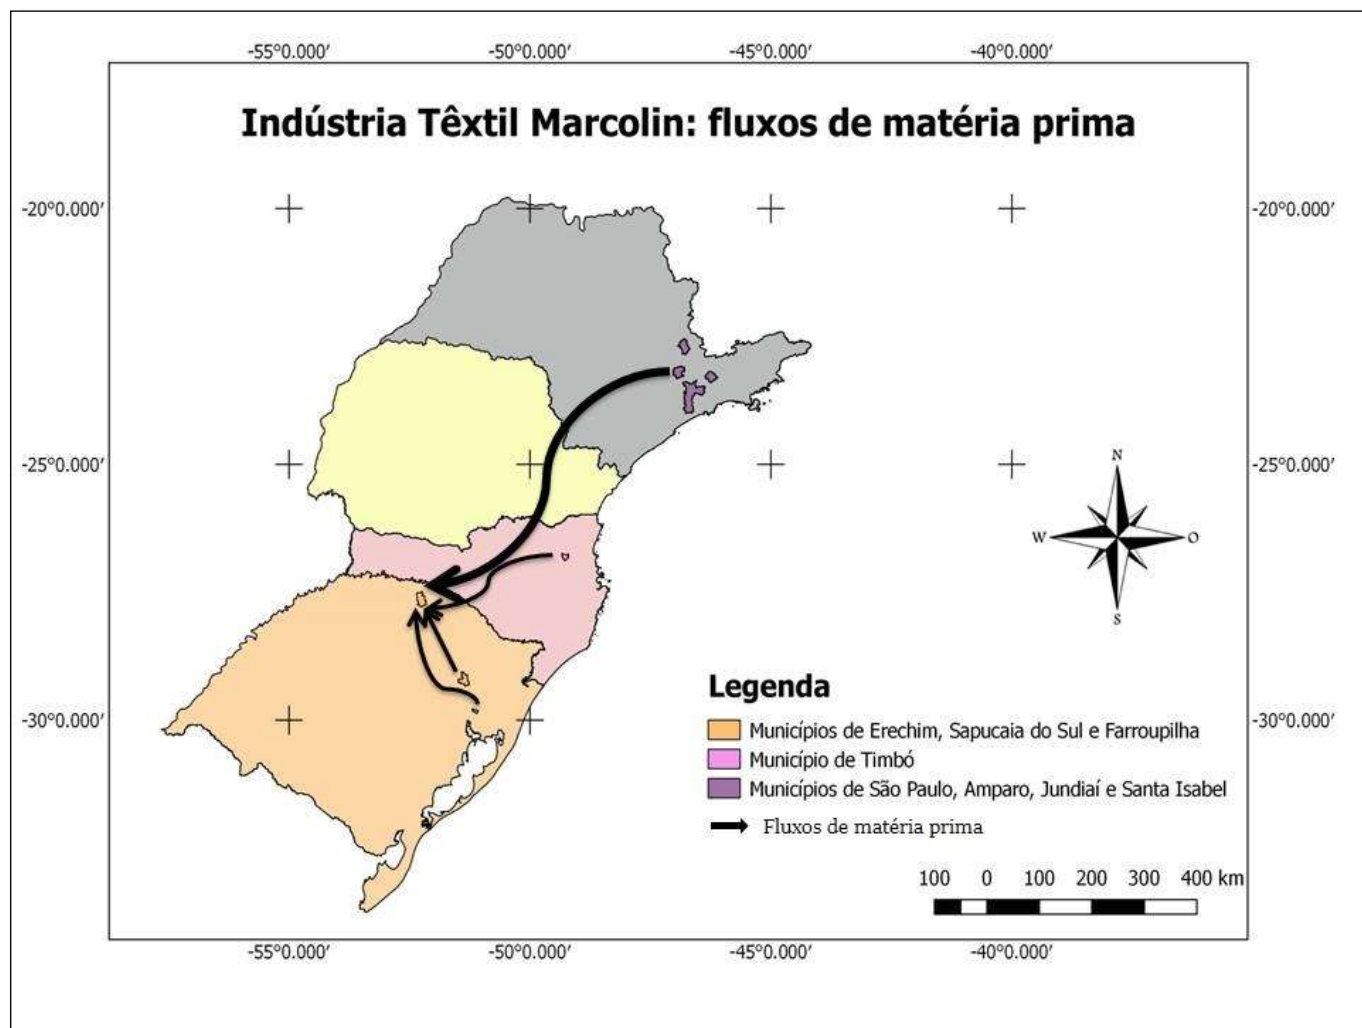 -55°0.000′ -50°0.000′ -45°0.000′ -40°0.000′
Indústria Têxtil Marcolin: fluxos de matéria prima
-20°0.000′ -20°0.000′
-25°0.000′ -25°0.000′
N
W O
S
Legenda
-30°0.000′ -30°0.000′
Municípios de Erechim, Sapucaia do Sul e Farroupilha
Município de Timbó
Municípios de São Paulo, Amparo, Jundiaí e Santa Isabel
Fluxos de matéria prima
100 0 100 200 300 400 km
-55°0.000′ -50°0.000′ -45°0.000′ -40°0.000′